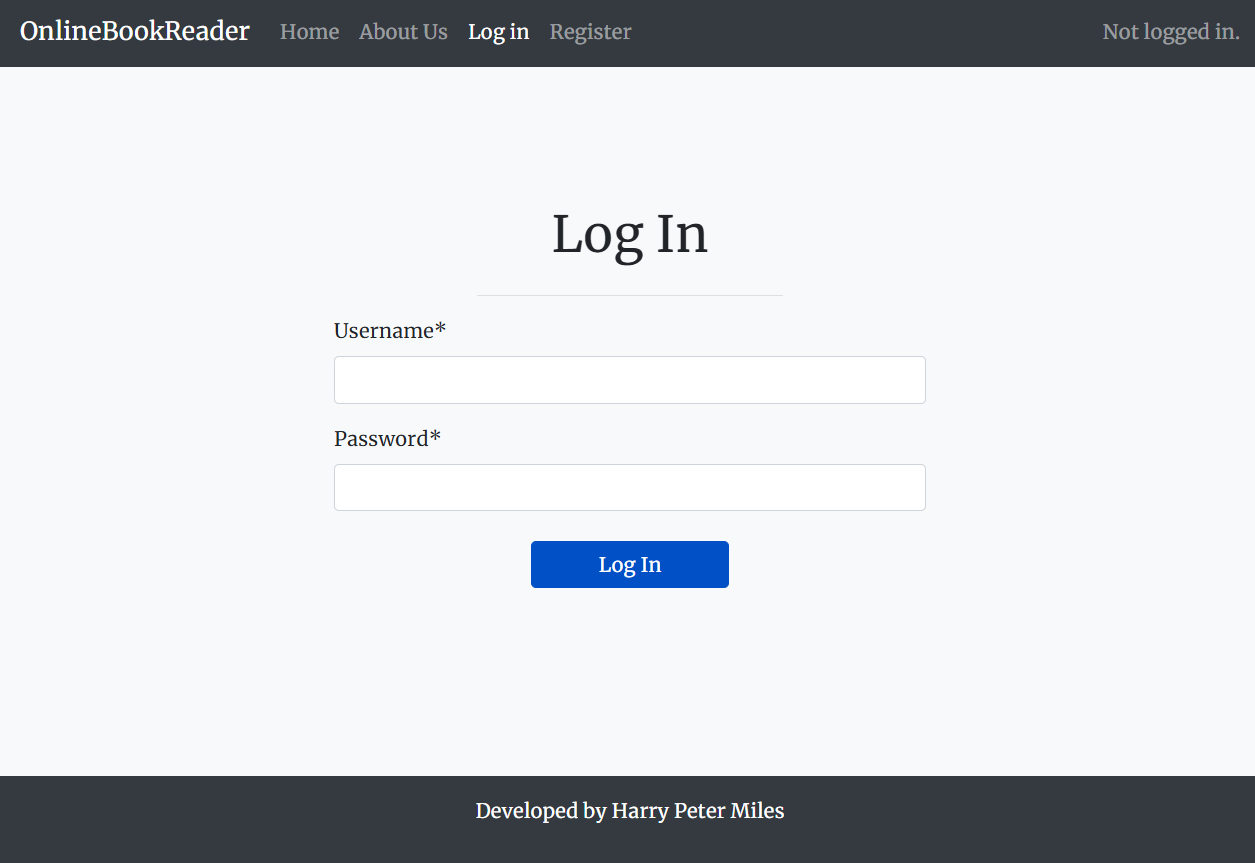 OnlineBookReader Home About Us Log in Register Not logged in.
Log In
Username*
Password*
Log In
Developed by Harry Peter Miles